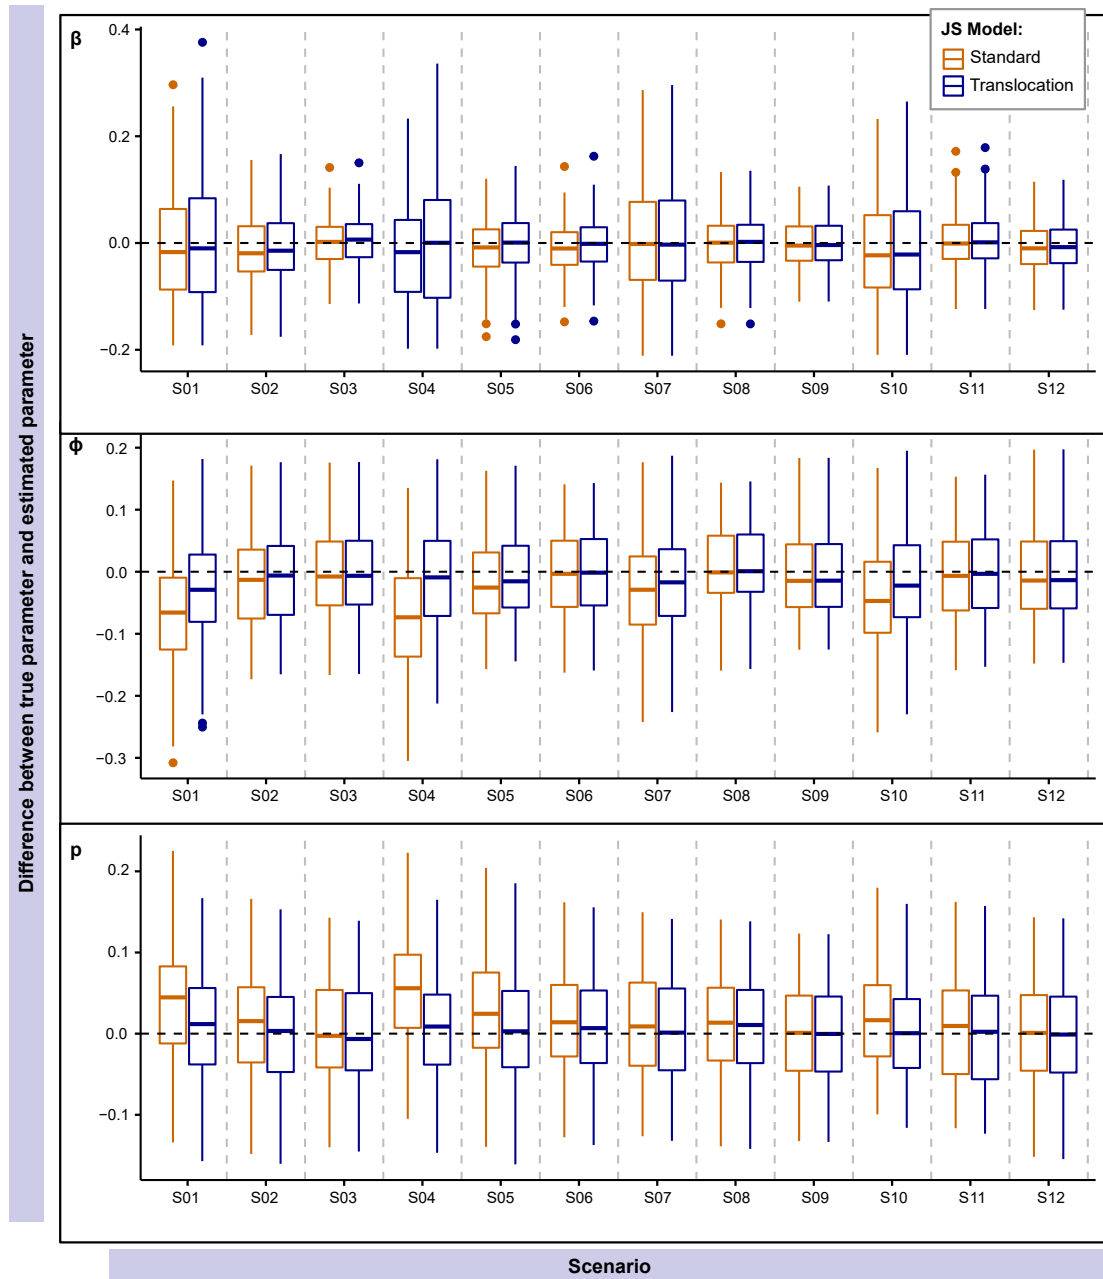 Difference between true parameter and estimated parameter
β
JS Model:
Standard
Translocation
0.4
0.2
0.0
−0.2
S01 S02 S03 S04 S05 S06 S07 S08 S09 S10 S11 S12
ϕ
0.2
0.1
0.0
−0.1
−0.2
−0.3
S01 S02 S03 S04 S05 S06 S07 S08 S09 S10 S11 S12
p
0.2
0.1
0.0
−0.1
S01 S02 S03 S04 S05 S06 S07 S08 S09 S10 S11 S12
Scenario